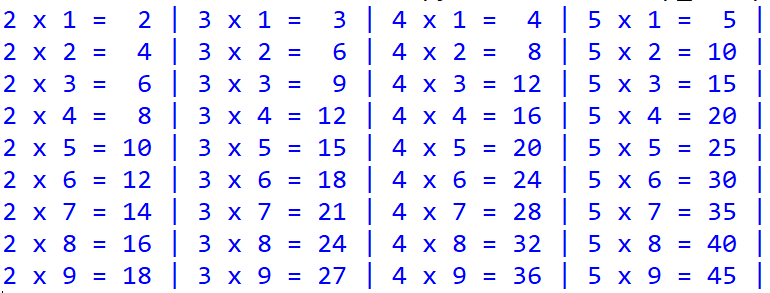 2 x 1 =  2 | 3 x 1 =  3 | 4 x 1 =  4 | 5 x 1 =  5 |
2 x 2 =  4 | 3 x 2 =  6 | 4 x 2 =  8 | 5 x 2 = 10 |
2 x 3 =  6 | 3 x 3 =  9 | 4 x 3 = 12 | 5 x 3 = 15 |
2 x 4 =  8 | 3 x 4 = 12 | 4 x 4 = 16 | 5 x 4 = 20 |
2 x 5 = 10 | 3 x 5 = 15 | 4 x 5 = 20 | 5 x 5 = 25 |
2 x 6 = 12 | 3 x 6 = 18 | 4 x 6 = 24 | 5 x 6 = 30 |
2 x 7 = 14 | 3 x 7 = 21 | 4 x 7 = 28 | 5 x 7 = 35 |
2 x 8 = 16 | 3 x 8 = 24 | 4 x 8 = 32 | 5 x 8 = 40 |
2 x 9 = 18 | 3 x 9 = 27 | 4 x 9 = 36 | 5 x 9 = 45 |